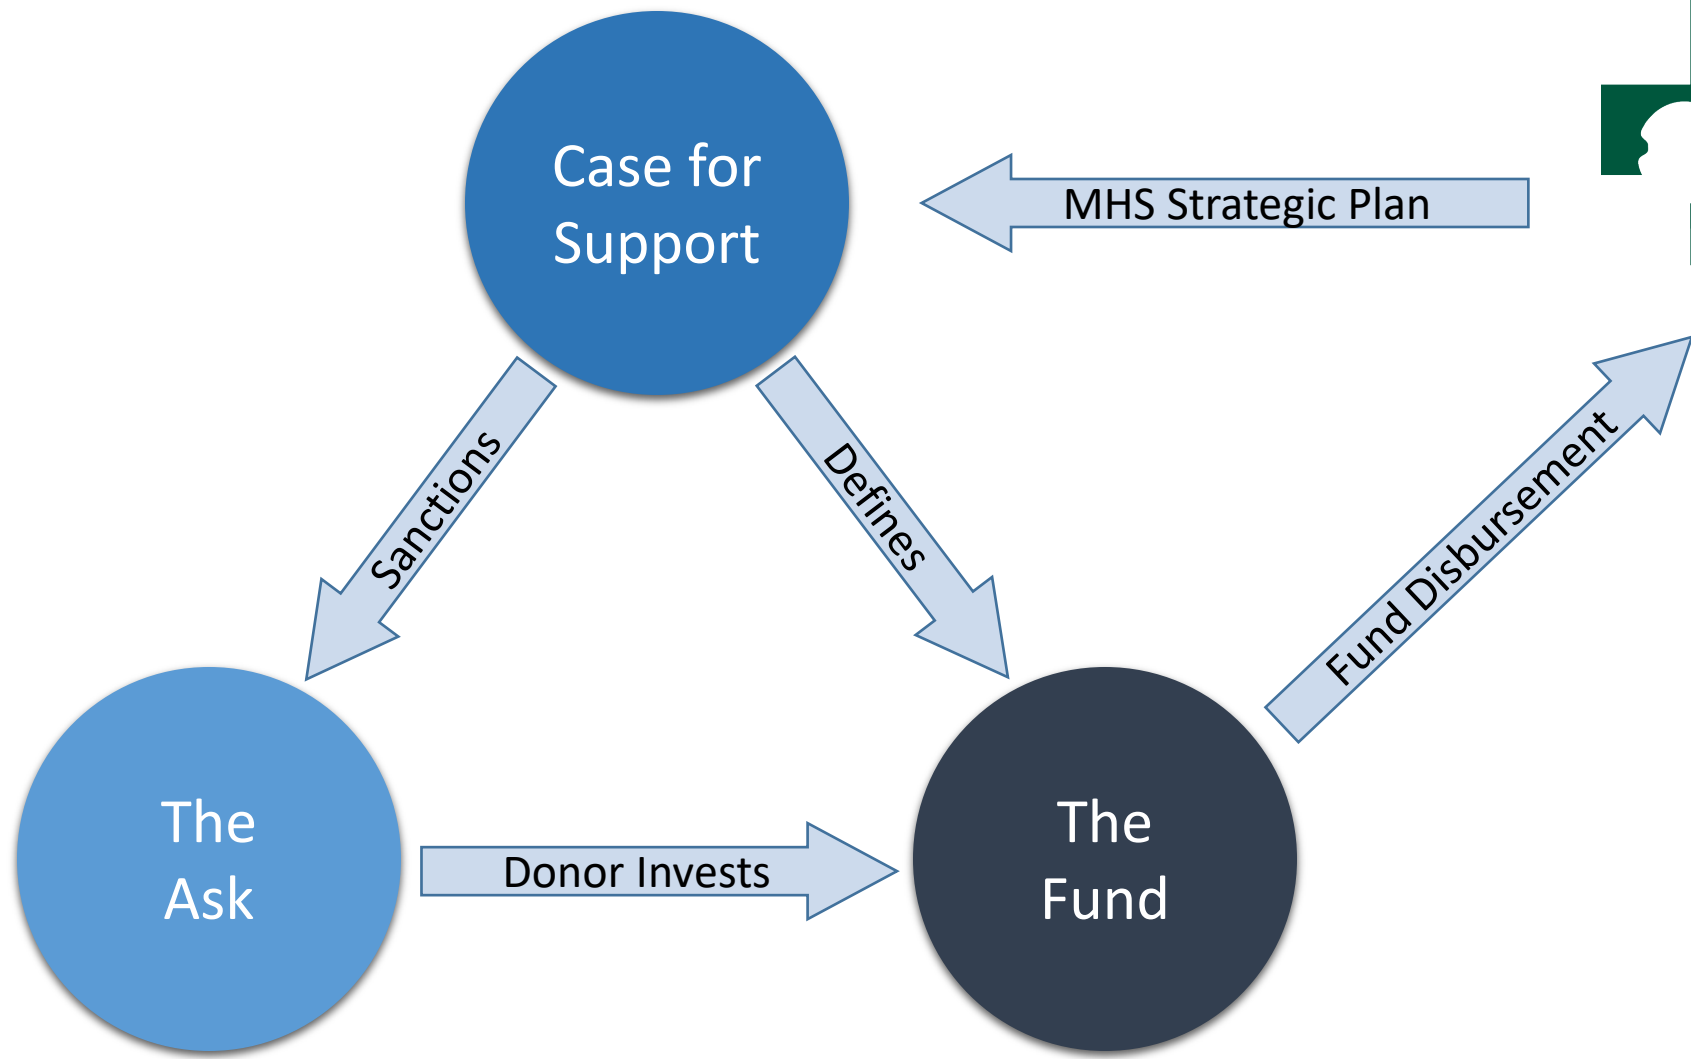 Case for
Support
MHS Strategic Plan
Sanctions
Defines
Fund Disbursement
The
Ask
Donor Invests
The
Fund